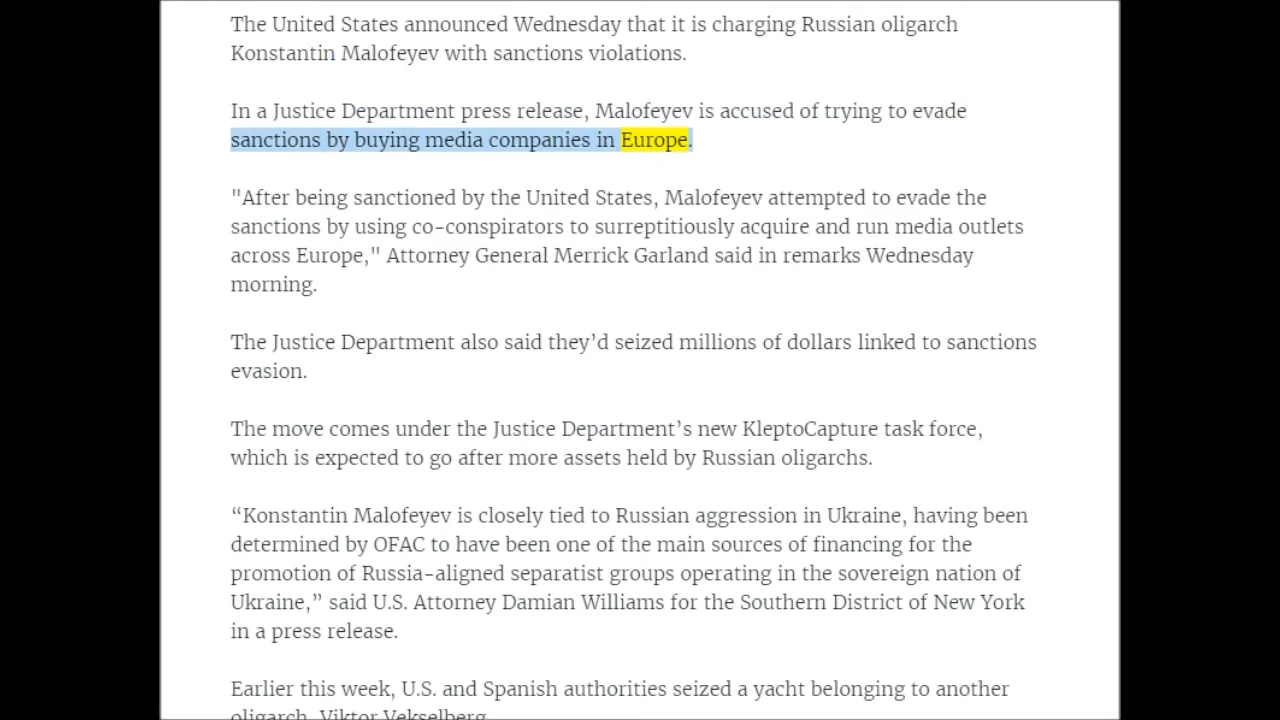 The United States announced Wednesday that it is charging Russian oligarch
Konstantin Malofeyev with sanctions violations.
In a Justice Department press release, Malofeyev is accused of trying to evade
sanctions by buying media companies in Europe.
"After being sanctioned by the United States, Malofeyev attempted to evade the
sanctions by using co-conspirators to surreptitiously acquire and run media outlets
across Europe," Attorney General Merrick Garland said in remarks Wednesday
morning.
The Justice Department also said they’d seized millions of dollars linked to sanctions
evasion.
The move comes under the Justice Department’s new KleptoCapture task force,
which is expected to go after more assets held by Russian oligarchs.
“Konstantin Malofeyev is closely tied to Russian aggression in Ukraine, having been
determined by OFAC to have been one of the main sources of financing for the
promotion of Russia-aligned separatist groups operating in the sovereign nation of
Ukraine,” said U.S. Attorney Damian Williams for the Southern District of New York
in a press release.
Earlier this week, U.S. and Spanish authorities seized a yacht belonging to another
oligarch, Viktor Vekselberg.